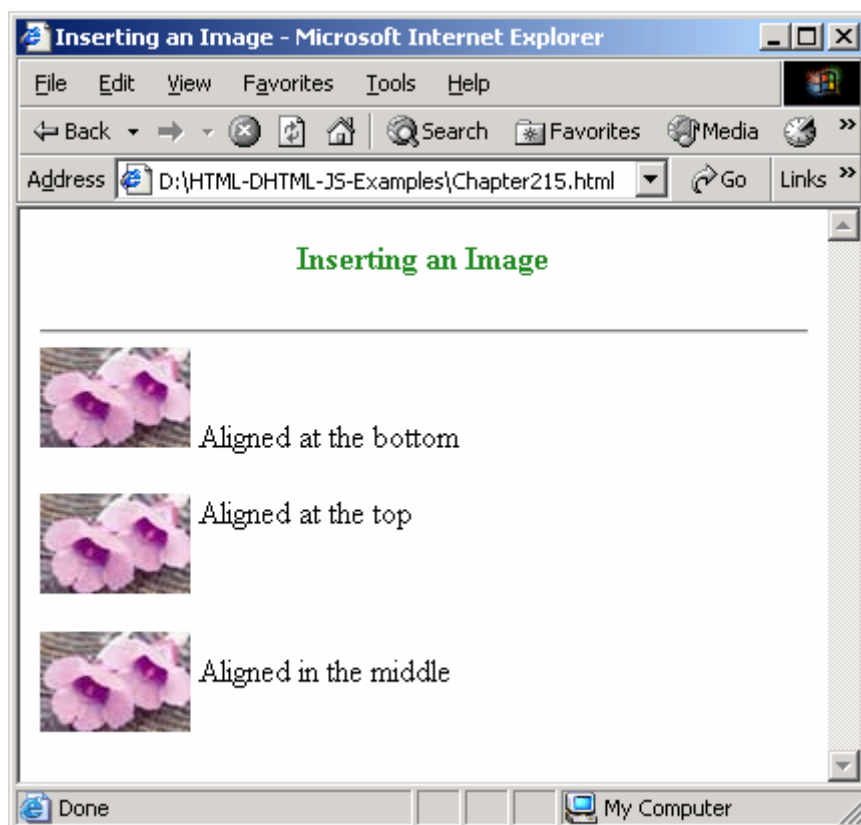 Inserting an Image - Microsoft Internet Explorer
File Edit View Favorites Tools Help
Back Search Favorites Media »
Address D:\HTML-DHTML-JS-Examples\Chapter215.html Go Links »
Inserting an Image
Aligned at the bottom
Aligned at the top
Aligned in the middle
Done My Computer